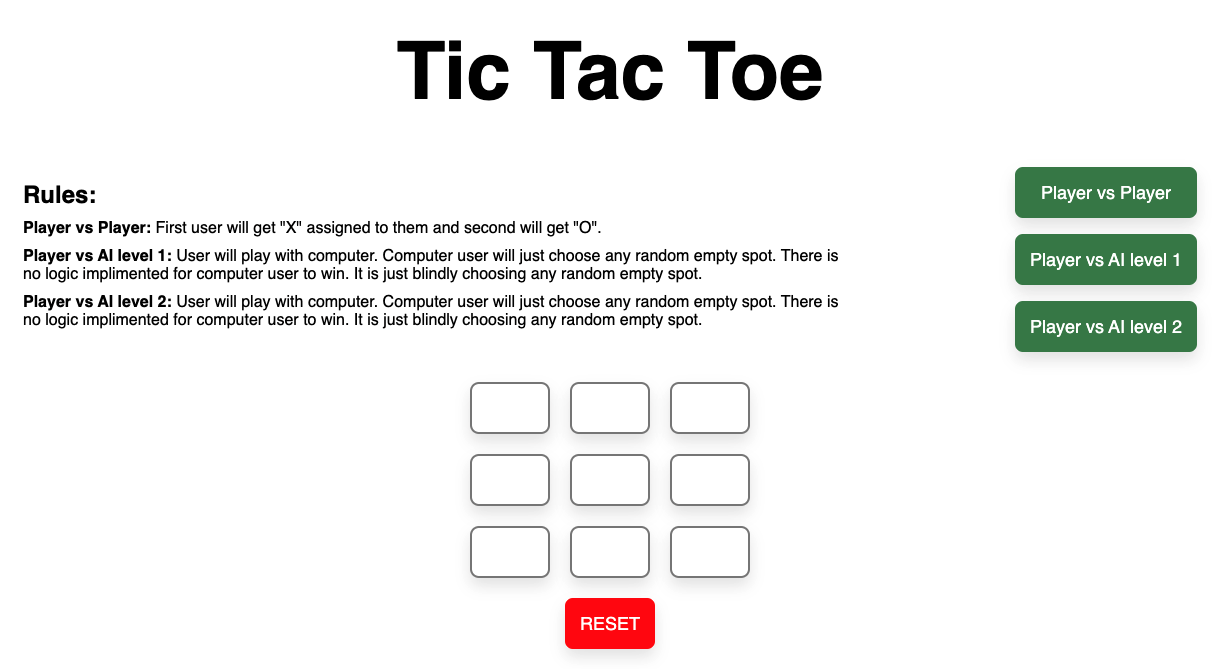 Tic Tac Toe
Rules:
Player vs Player: First user will get "X" assigned to them and second will get "O".
Player vs AI level 1: User will play with computer. Computer user will just choose any random empty spot. There is
no logic implimented for computer user to win. It is just blindly choosing any random empty spot.
Player vs AI level 2: User will play with computer. Computer user will just choose any random empty spot. There is
no logic implimented for computer user to win. It is just blindly choosing any random empty spot.
Player vs Player
Player vs AI level 1
Player vs AI level 2
RESET